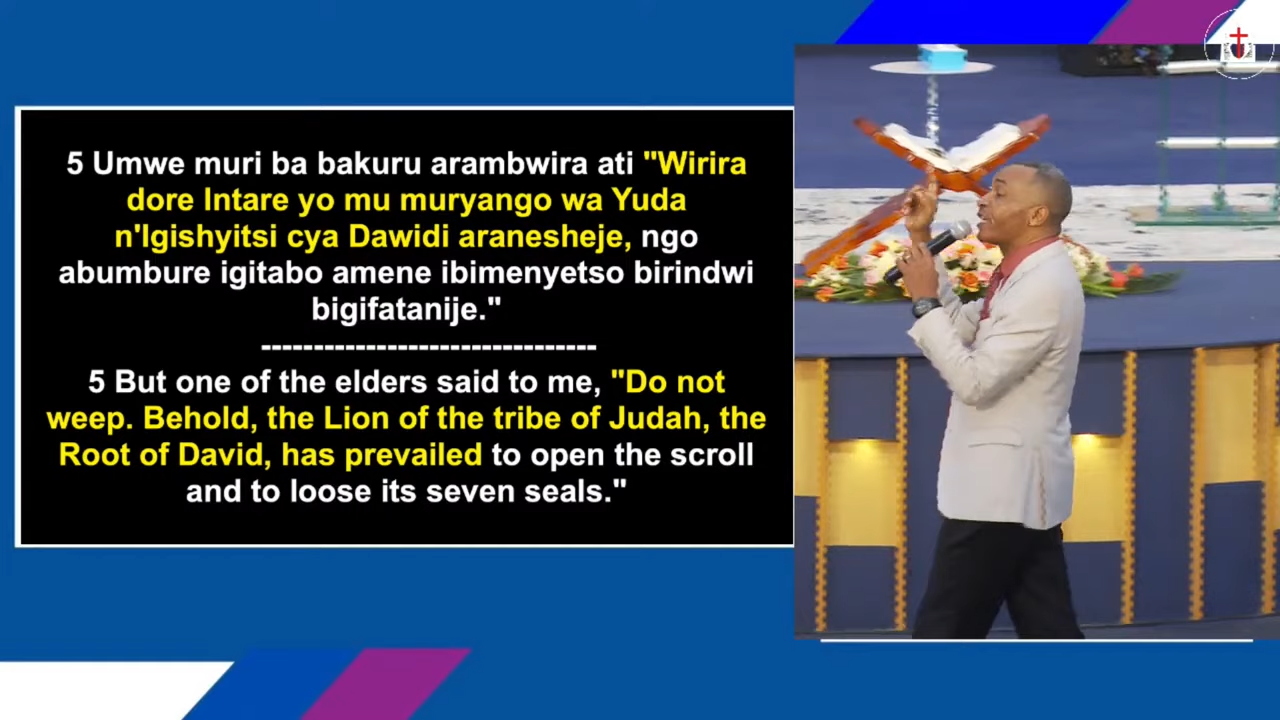 5 Umwe muri ba bakuru arambwira ati "Wirira
dore Intare yo mu muryango wa Yuda
n'Igishyitsi cya Dawidi aranesheje, ngo
abumbure igitabo amene ibimenyetso birindwi
bigifatanije."
--------------------------------
5 But one of the elders said to me, "Do not
weep. Behold, the Lion of the tribe of Judah, the
Root of David, has prevailed to open the scroll
and to loose its seven seals."